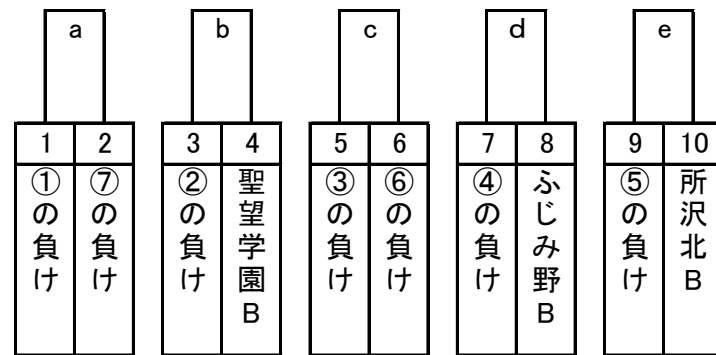 a
b
c
d
e
1
2
3
4
5
6
7
8
9
10
①の負け
⑦の負け
②の負け
聖望学園B
③の負け
⑥の負け
④の負け
ふじみ野B
⑤の負け
所沢北B